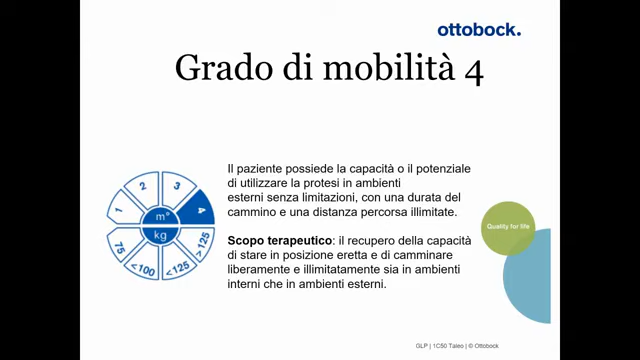 ottobock.
Grado di mobilità 4
Il paziente possiede la capacità o il potenziale
di utilizzare la protesi in ambienti
esterni senza limitazioni, con una durata del
cammino e una distanza percorsa illimitate.
Scopo terapeutico: il recupero della capacità
di stare in posizione eretta e di camminare
liberamente e illimitatamente sia in ambienti
interni che in ambienti esterni.
1
2
3
4
m°
kg
75
<100
<125
>125
Quality for life
GLP | 1C50 Taleo | © Ottobock